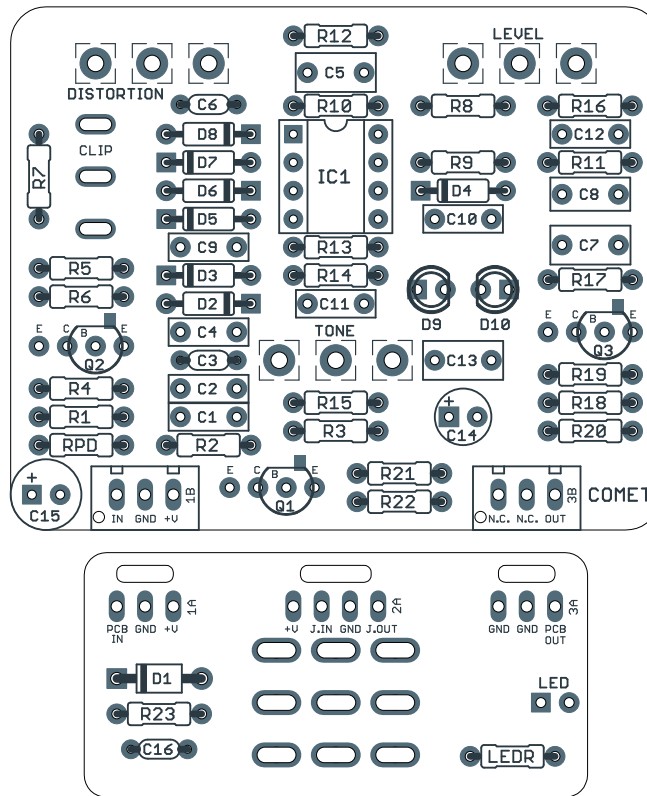 R12
LEVEL
C5
DISTORTION
C6
R10
R8
R16
D8
C12
CLIP
D7
R9
R11
R7
IC1
D6
D4
C8
D5
C10
C9
R13
C7
R5
D3
R14
R17
R6
D2
C11
D9
D10
E C B E
Q2
C4
TONE
E C B E
Q3
C3
C13
R4
C2
R19
R1
C1
R15
R18
+
C14
RPD
R2
R3
R20
+
C15
IN GND +V
1B
E C B E
Q1
R21
R22
N.C. N.C. OUT
3B
COMET
PCB IN
GND
+V
1A
+V
J.IN
GND
J.OUT
2A
GND
GND
PCB OUT
3A
D1
LED
R23
C16
LEDR